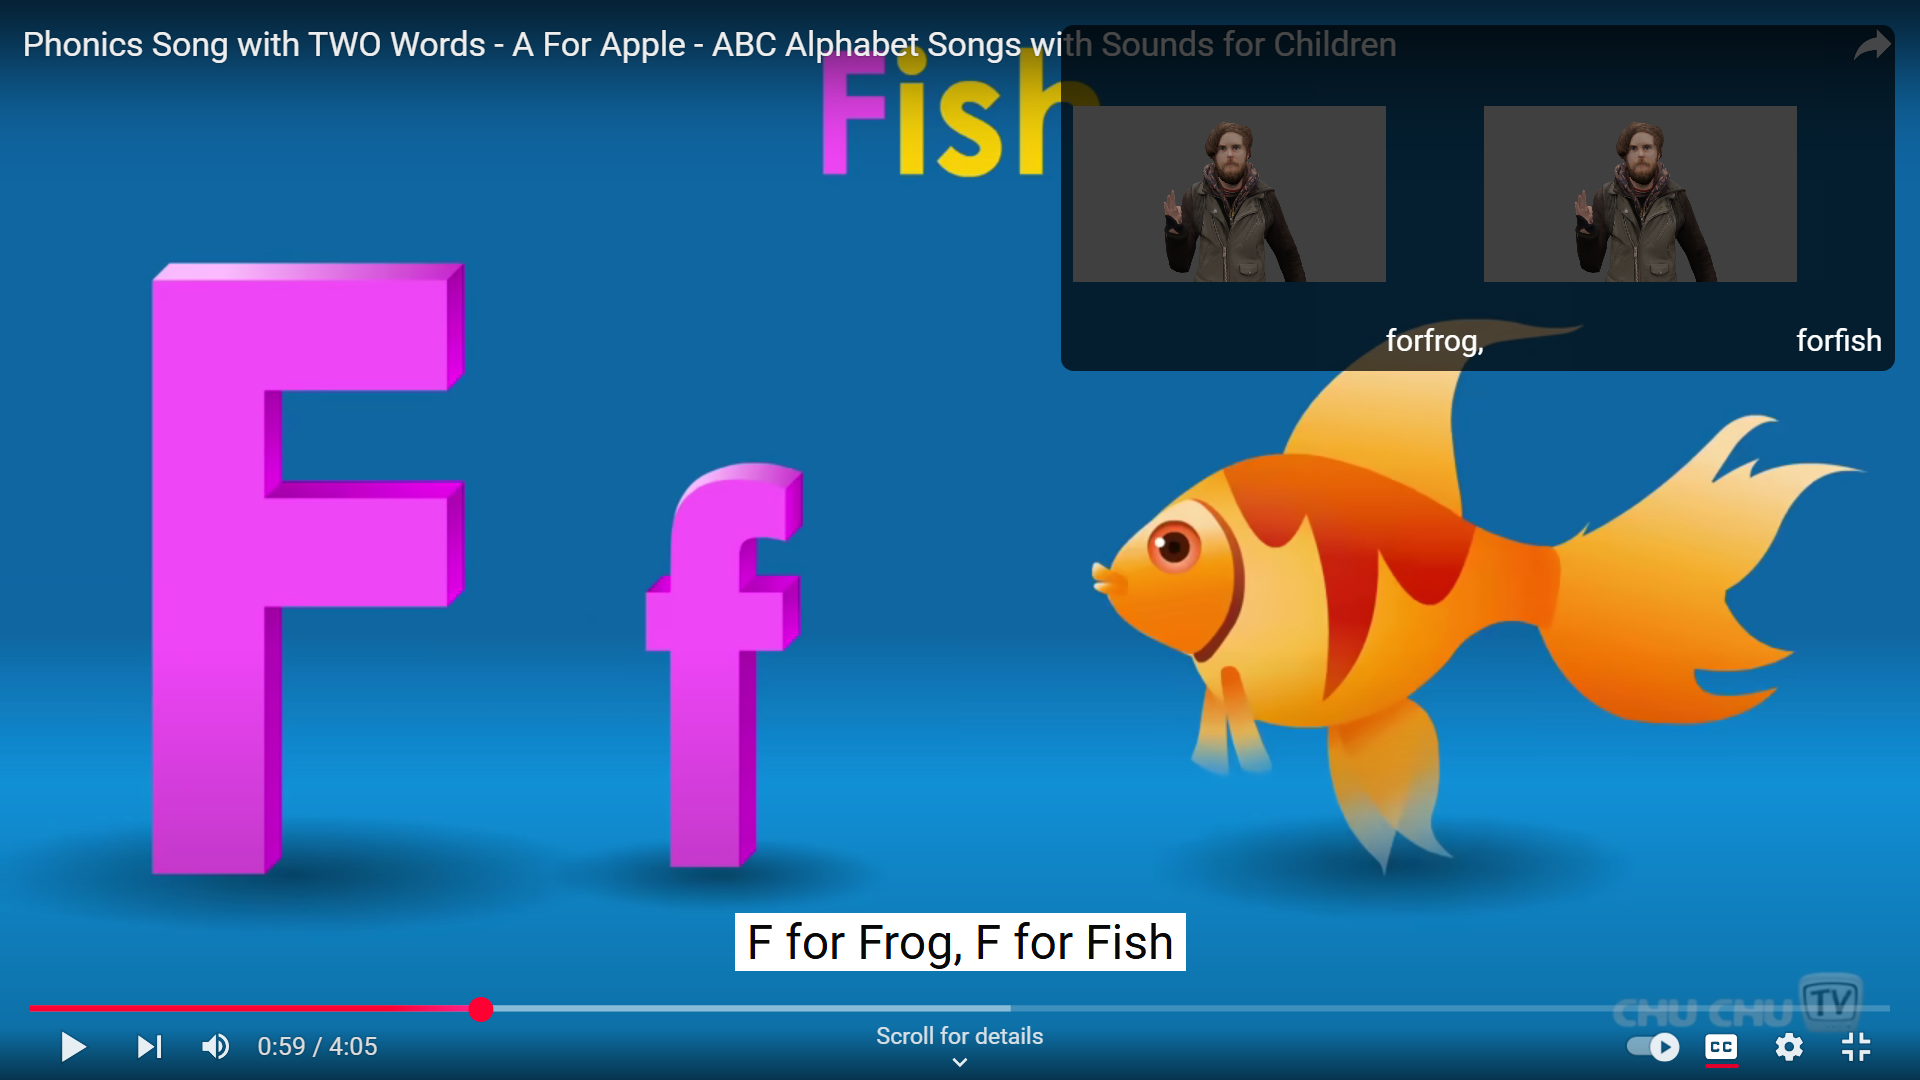 Phonics Song with TWO Words - A For Apple - ABC Alphabet Songs with Sounds for Children
Fish
forfrog, forfish
F f
F for Frog, F for Fish
CHU CHU TV
0:59 / 4:05
Scroll for details
CC